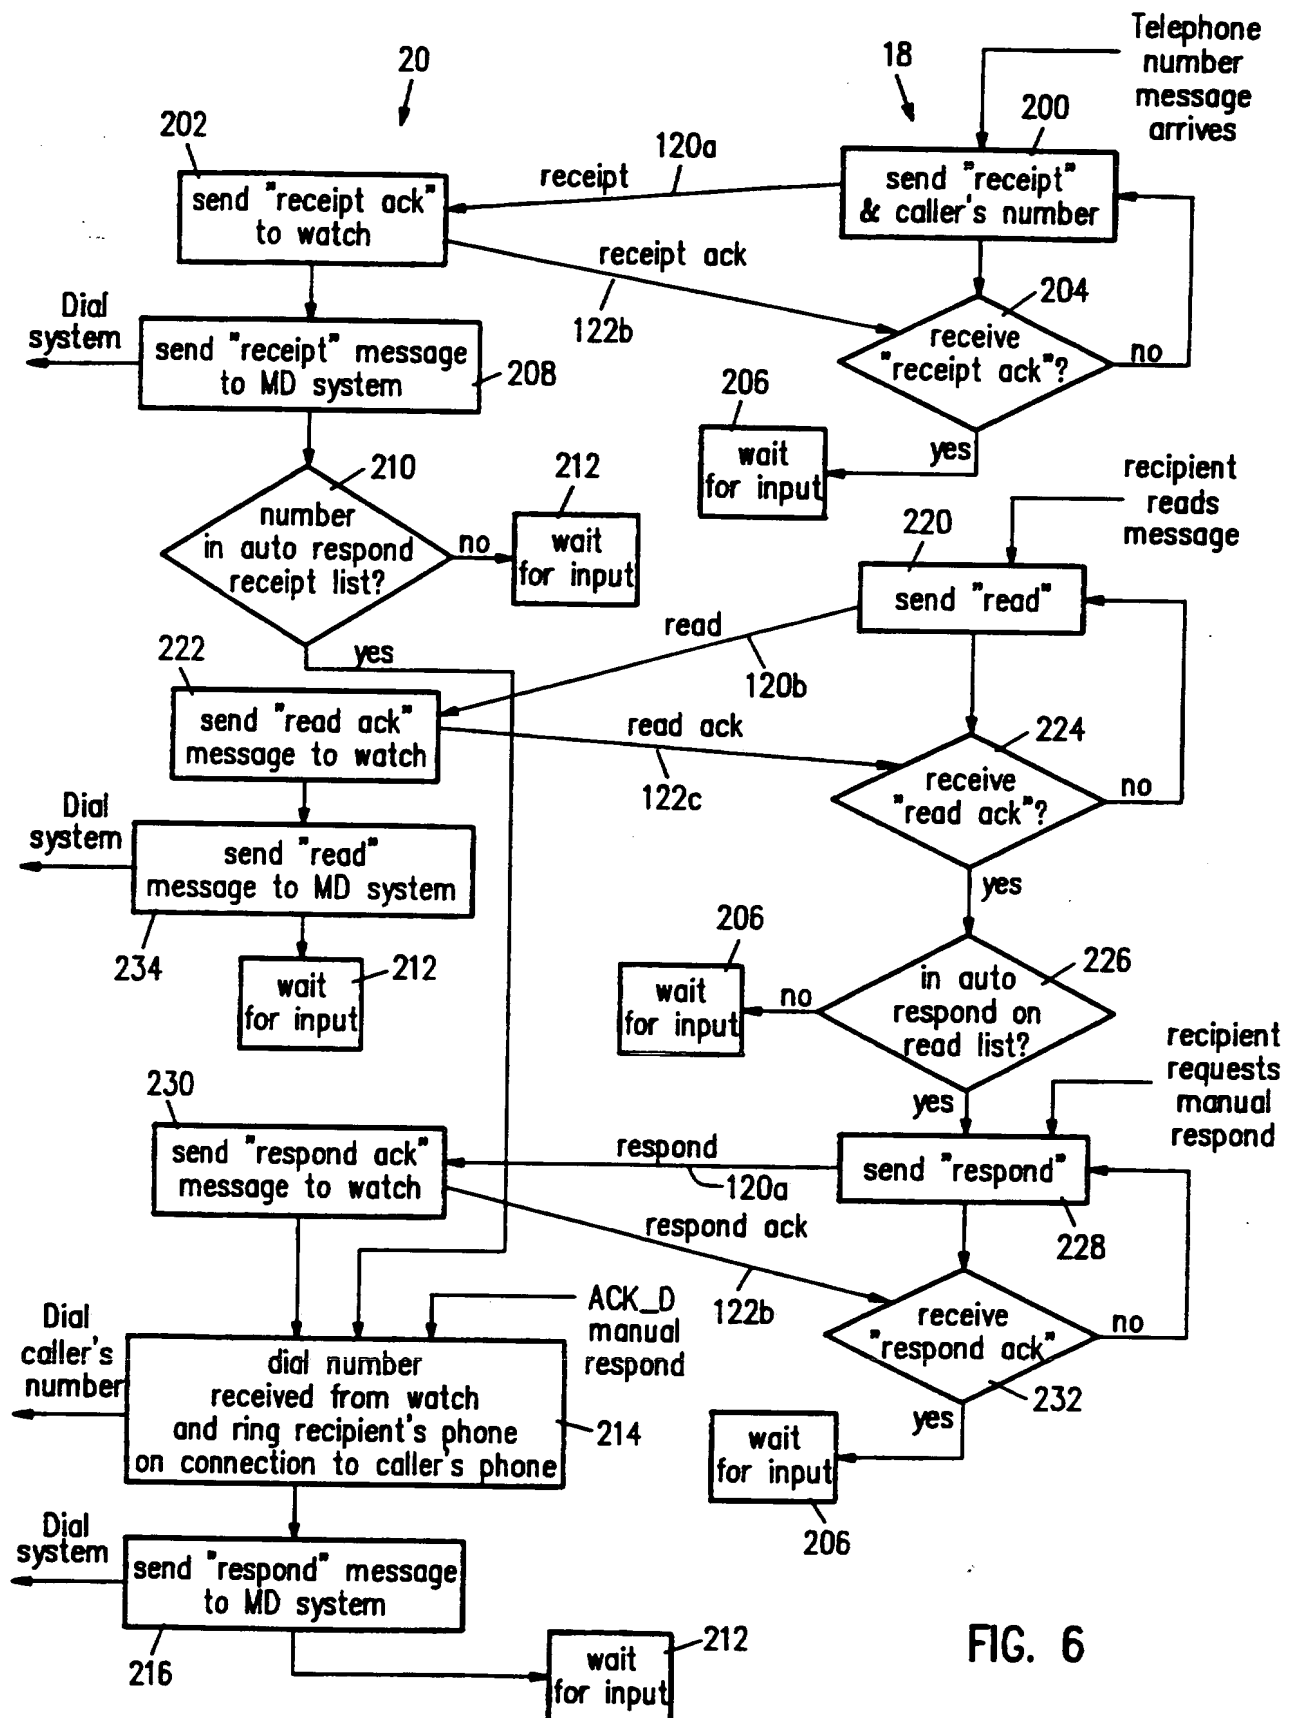 Telephone
number
message
arrives
20
18
202
200
120a
receipt
send "receipt ack"
to watch
send "receipt"
& caller's number
receipt ack
122b
204
Dial
system
send "receipt" message
to MD system
208
receive
"receipt ack"?
no
206
yes
wait
for input
210
212
number
in auto respond
receipt list?
no
wait
for input
recipient
reads
message
220
send "read"
yes
read
120b
222
send "read ack"
message to watch
read ack
122c
224
receive
"read ack"?
no
yes
Dial
system
send "read"
message to MD system
234
212
wait
for input
206
wait
for input
no
226
in auto
respond on
read list?
yes
recipient
requests
manual
respond
230
send "respond ack"
message to watch
respond
120a
send "respond"
228
respond ack
122b
receive
"respond ack"
no
232
yes
ACK_D
manual
respond
Dial
caller's
number
dial number
received from watch
and ring recipient's phone
on connection to caller's phone
214
wait
for input
206
Dial
system
send "respond" message
to MD system
216
212
wait
for input
FIG. 6